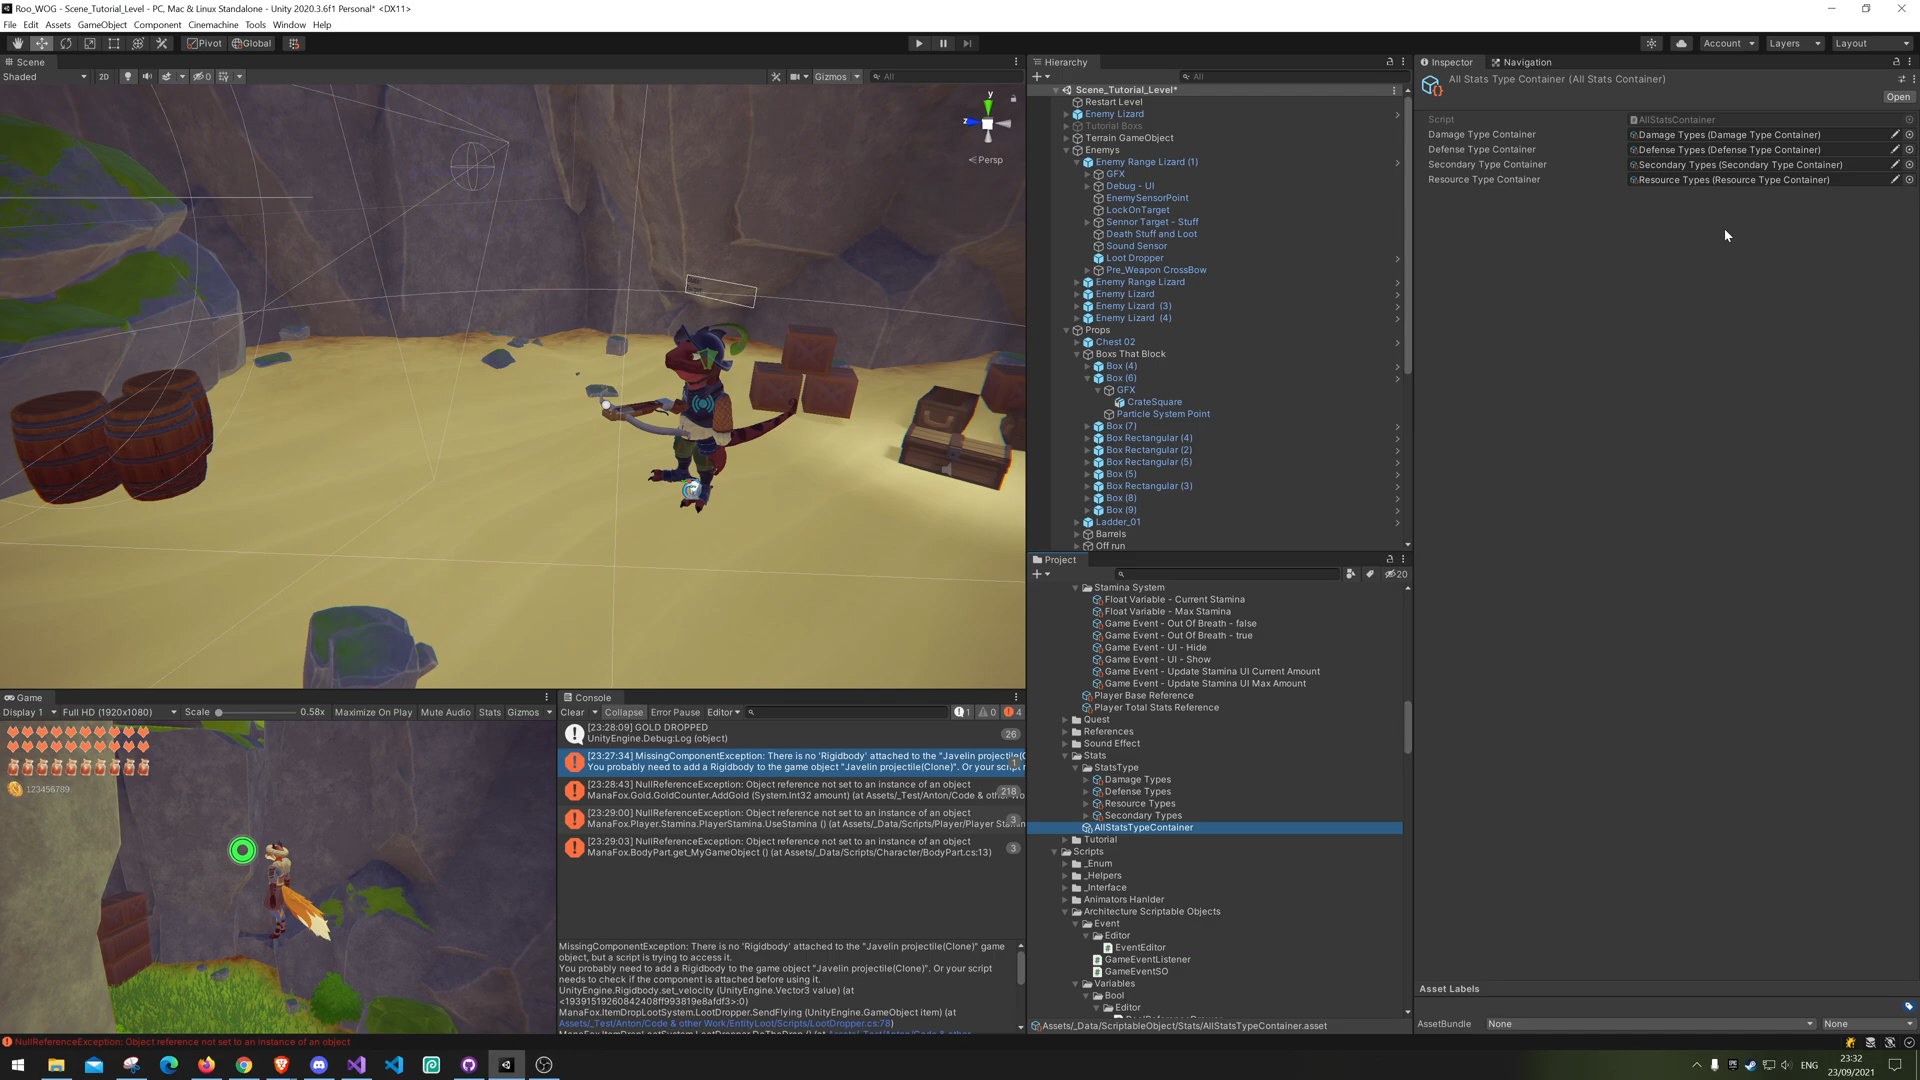 Roo_WOG - Scene_Tutorial_Level - PC, Mac & Linux Standalone - Unity 2020.3.6f1 Personal* <DX11>
File Edit Assets GameObject Component Cinemachine Tools Window Help
Pivot Global Account Layers Layout
Scene
Shaded 2D 0 Gizmos All
y
z
Persp
Hierarchy
All
Scene_Tutorial_Level*
Restart Level
Enemy Lizard
Tutorial Boxs
Terrain GameObject
Enemys
Enemy Range Lizard (1)
GFX
Debug - UI
EnemySensorPoint
LockOnTarget
Sennor Target - Stuff
Death Stuff and Loot
Sound Sensor
Loot Dropper
Pre_Weapon CrossBow
Enemy Range Lizard
Enemy Lizard
Enemy Lizard (3)
Enemy Lizard (4)
Props
Chest 02
Boxs That Block
Box (4)
Box (6)
GFX
CrateSquare
Particle System Point
Box (7)
Box Rectangular (4)
Box Rectangular (2)
Box Rectangular (5)
Box (5)
Box Rectangular (3)
Box (8)
Box (9)
Ladder_01
Barrels
Off run
Project
20
Stamina System
Float Variable - Current Stamina
Float Variable - Max Stamina
Game Event - Out Of Breath - false
Game Event - Out Of Breath - true
Game Event - UI - Hide
Game Event - UI - Show
Game Event - Update Stamina UI Current Amount
Game Event - Update Stamina UI Max Amount
Player Base Reference
Player Total Stats Reference
Quest
References
Sound Effect
Stats
StatsType
Damage Types
Defense Types
Resource Types
Secondary Types
AllStatsTypeContainer
Tutorial
Scripts
_Enum
_Helpers
_Interface
Animators Hanlder
Architecture Scriptable Objects
Event
Editor
EventEditor
GameEventListener
GameEventSO
Variables
Bool
Editor
Assets/_Data/ScriptableObject/Stats/AllStatsTypeContainer.asset
Inspector Navigation
All Stats Type Container (All Stats Container)
Open
Script AllStatsContainer
Damage Type Container Damage Types (Damage Type Container)
Defense Type Container Defense Types (Defense Type Container)
Secondary Type Container Secondary Types (Secondary Type Container)
Resource Type Container Resource Types (Resource Type Container)
Asset Labels
AssetBundle None None
Game
Display 1 Full HD (1920x1080) Scale 0.58x Maximize On Play Mute Audio Stats Gizmos
123456789
Console
Clear Collapse Error Pause Editor 1 0 4
[23:28:09] GOLD DROPPED
UnityEngine.Debug:Log (object)
26
[23:27:34] MissingComponentException: There is no 'Rigidbody' attached to the "Javelin projectile(C
You probably need to add a Rigidbody to the game object "Javelin projectile(Clone)". Or your script
1
[23:28:43] NullReferenceException: Object reference not set to an instance of an object
ManaFox.Gold.GoldCounter.AddGold (System.Int32 amount) (at Assets/_Test/Anton/Code & other Wo
218
[23:29:00] NullReferenceException: Object reference not set to an instance of an object
ManaFox.Player.Stamina.PlayerStamina.UseStamina () (at Assets/_Data/Scripts/Player/Player Stamin
3
[23:29:03] NullReferenceException: Object reference not set to an instance of an object
ManaFox.BodyPart.get_MyGameObject () (at Assets/_Data/Scripts/Character/BodyPart.cs:13)
3
MissingComponentException: There is no 'Rigidbody' attached to the "Javelin projectile(Clone)" game
object, but a script is trying to access it.
You probably need to add a Rigidbody to the game object "Javelin projectile(Clone)". Or your script
needs to check if the component is attached before using it.
UnityEngine.Rigidbody.set_velocity (UnityEngine.Vector3 value) (at
<19391519260842408ff993819e8afdf3>:0)
ManaFox.ItemDropLootSystem.LootDropper.SendFlying (UnityEngine.GameObject item) (at
Assets/_Test/Anton/Code & other Work/EntityLoot/Scripts/LootDropper.cs:78)
NullReferenceException: Object reference not set to an instance of an object
ENG
23:32
23/09/2021